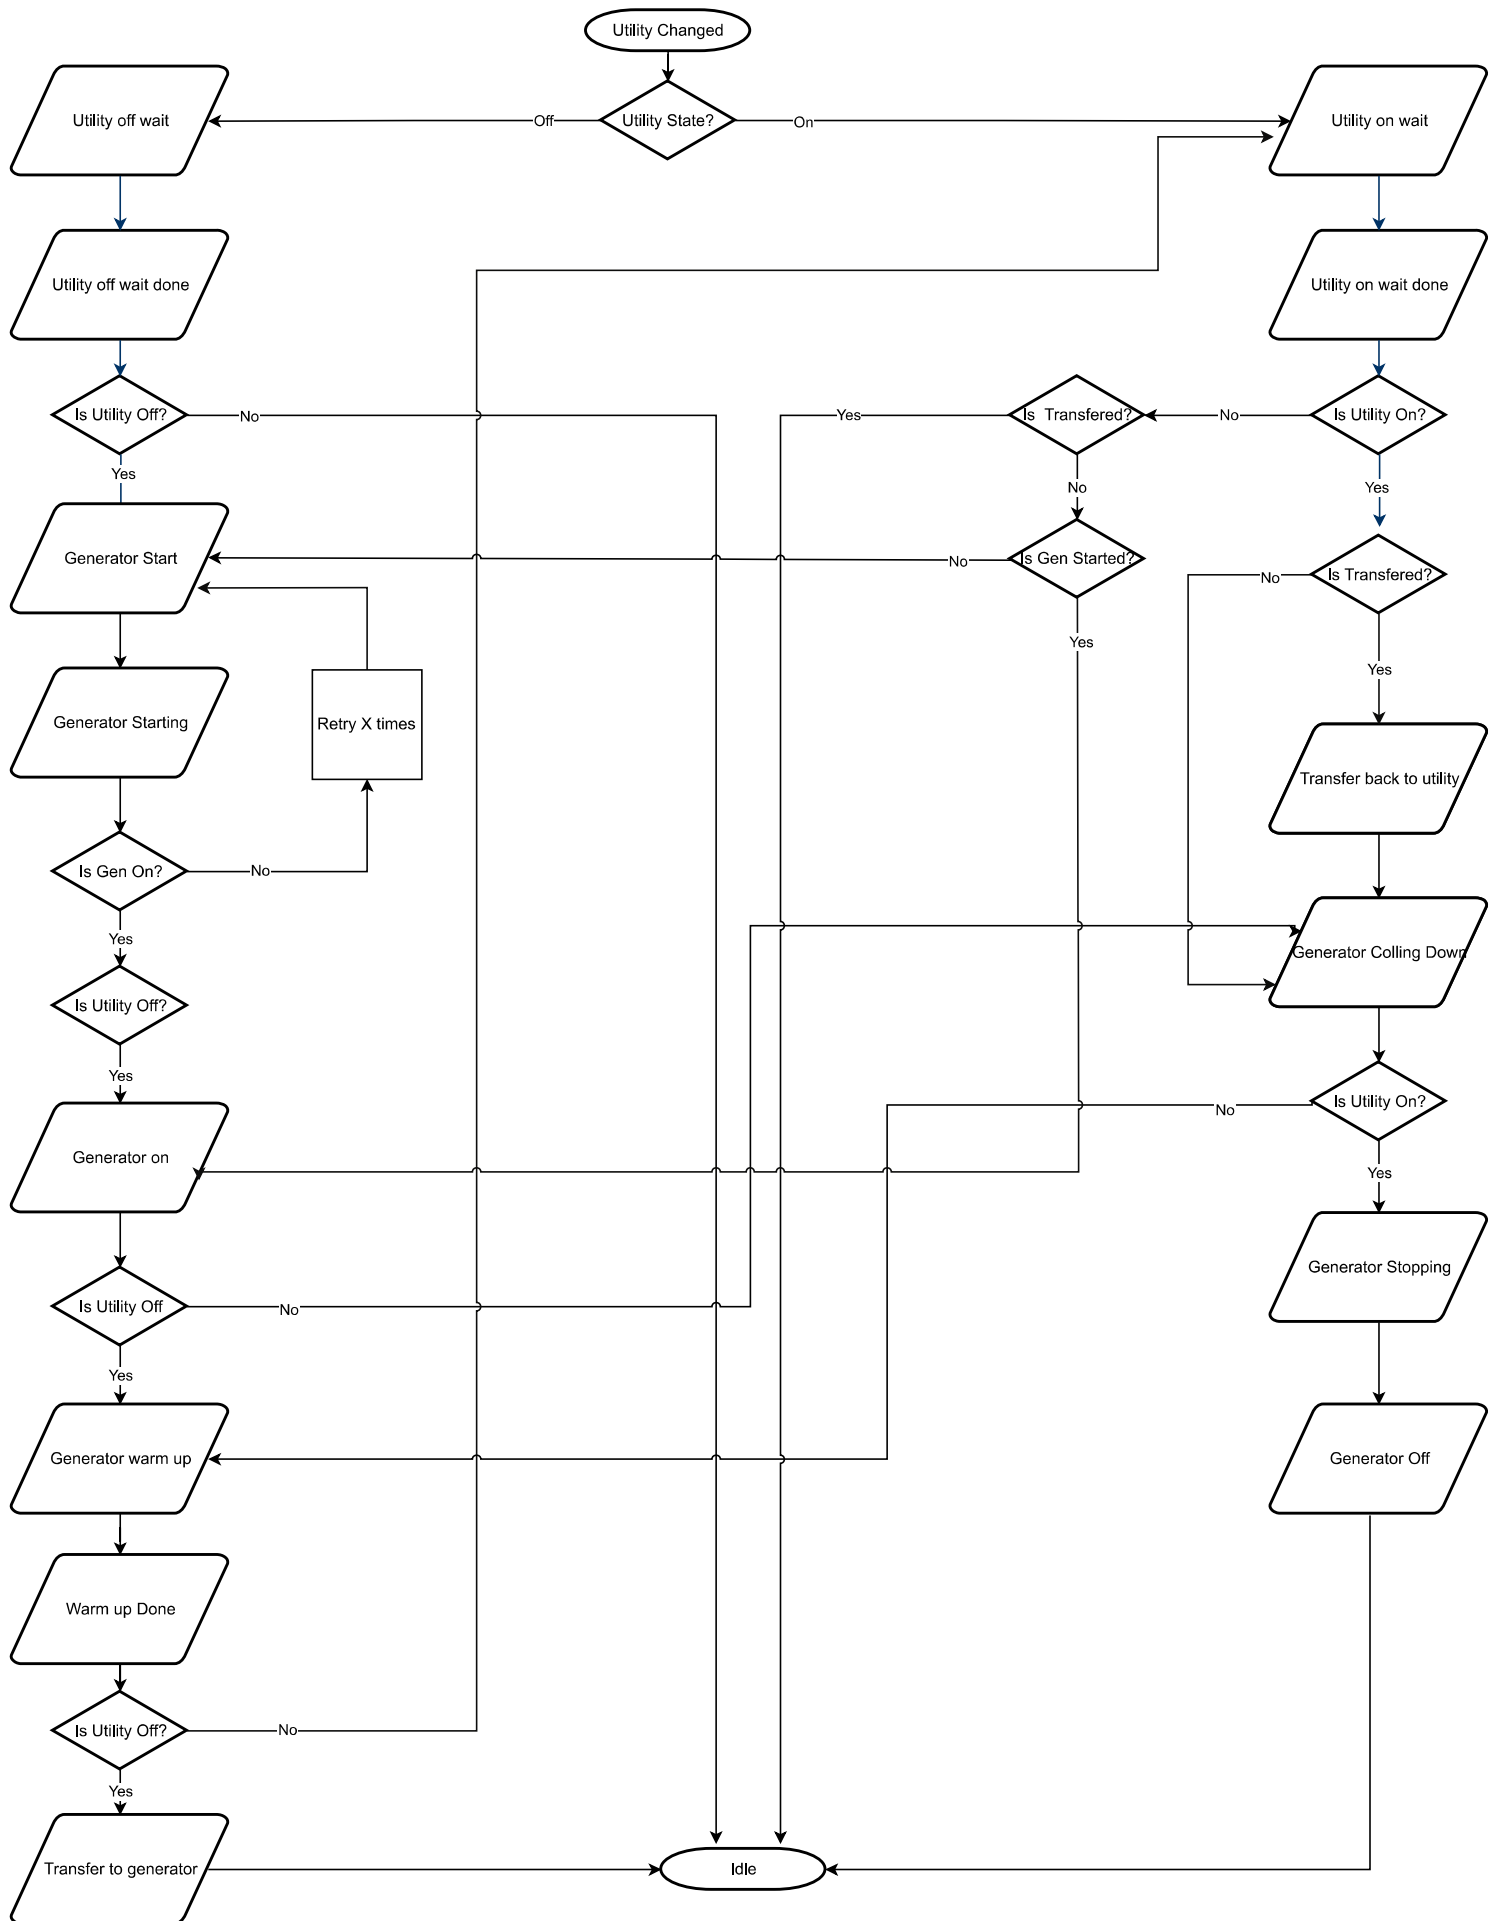 Utility Changed
Utility off wait
Off
Utility State?
On
Utility on wait
Utility off wait done
Utility on wait done
Is Utility Off?
No
Yes
Is  Transfered?
No
Is Utility On?
Yes
No
Yes
Generator Start
No
Is Gen Started?
No
Is Transfered?
Yes
Yes
Generator Starting
Retry X times
Transfer back to utility
Is Gen On?
No
Yes
Generator Colling Down
Is Utility Off?
Yes
No
Is Utility On?
Generator on
Yes
Generator Stopping
Is Utility Off
No
Yes
Generator warm up
Generator Off
Warm up Done
Is Utility Off?
No
Yes
Transfer to generator
Idle